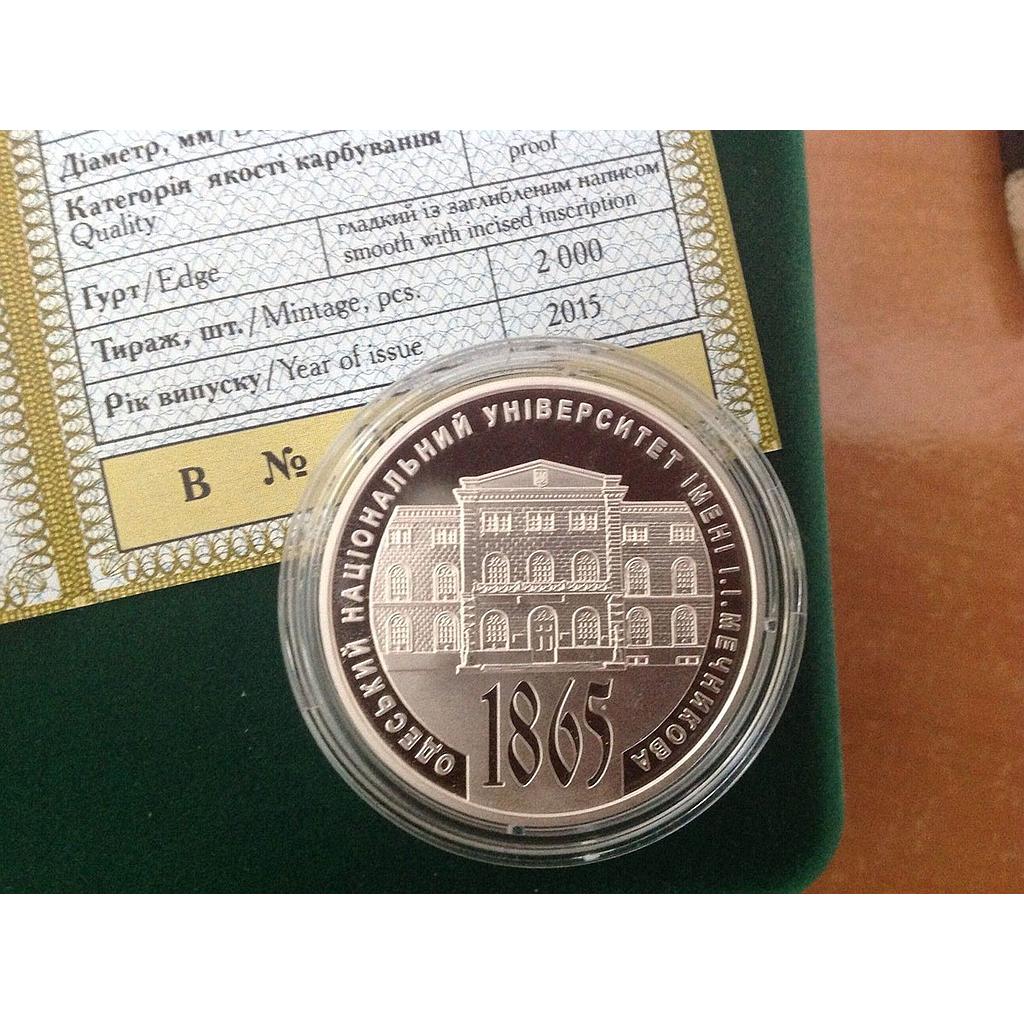 Діаметр, мм/
Категорія якості карбування
Quality
proof
Гурт/Edge
гладкий із заглибленим написом
smooth with incised inscription
Тираж, шт./Mintage, pcs.
2 000
Рік випуску/Year of issue
2015
В №
ОДЕСЬКИЙ НАЦІОНАЛЬНИЙ УНІВЕРСИТЕТ ІМЕНІ І.І.МЕЧНИКОВА
1865